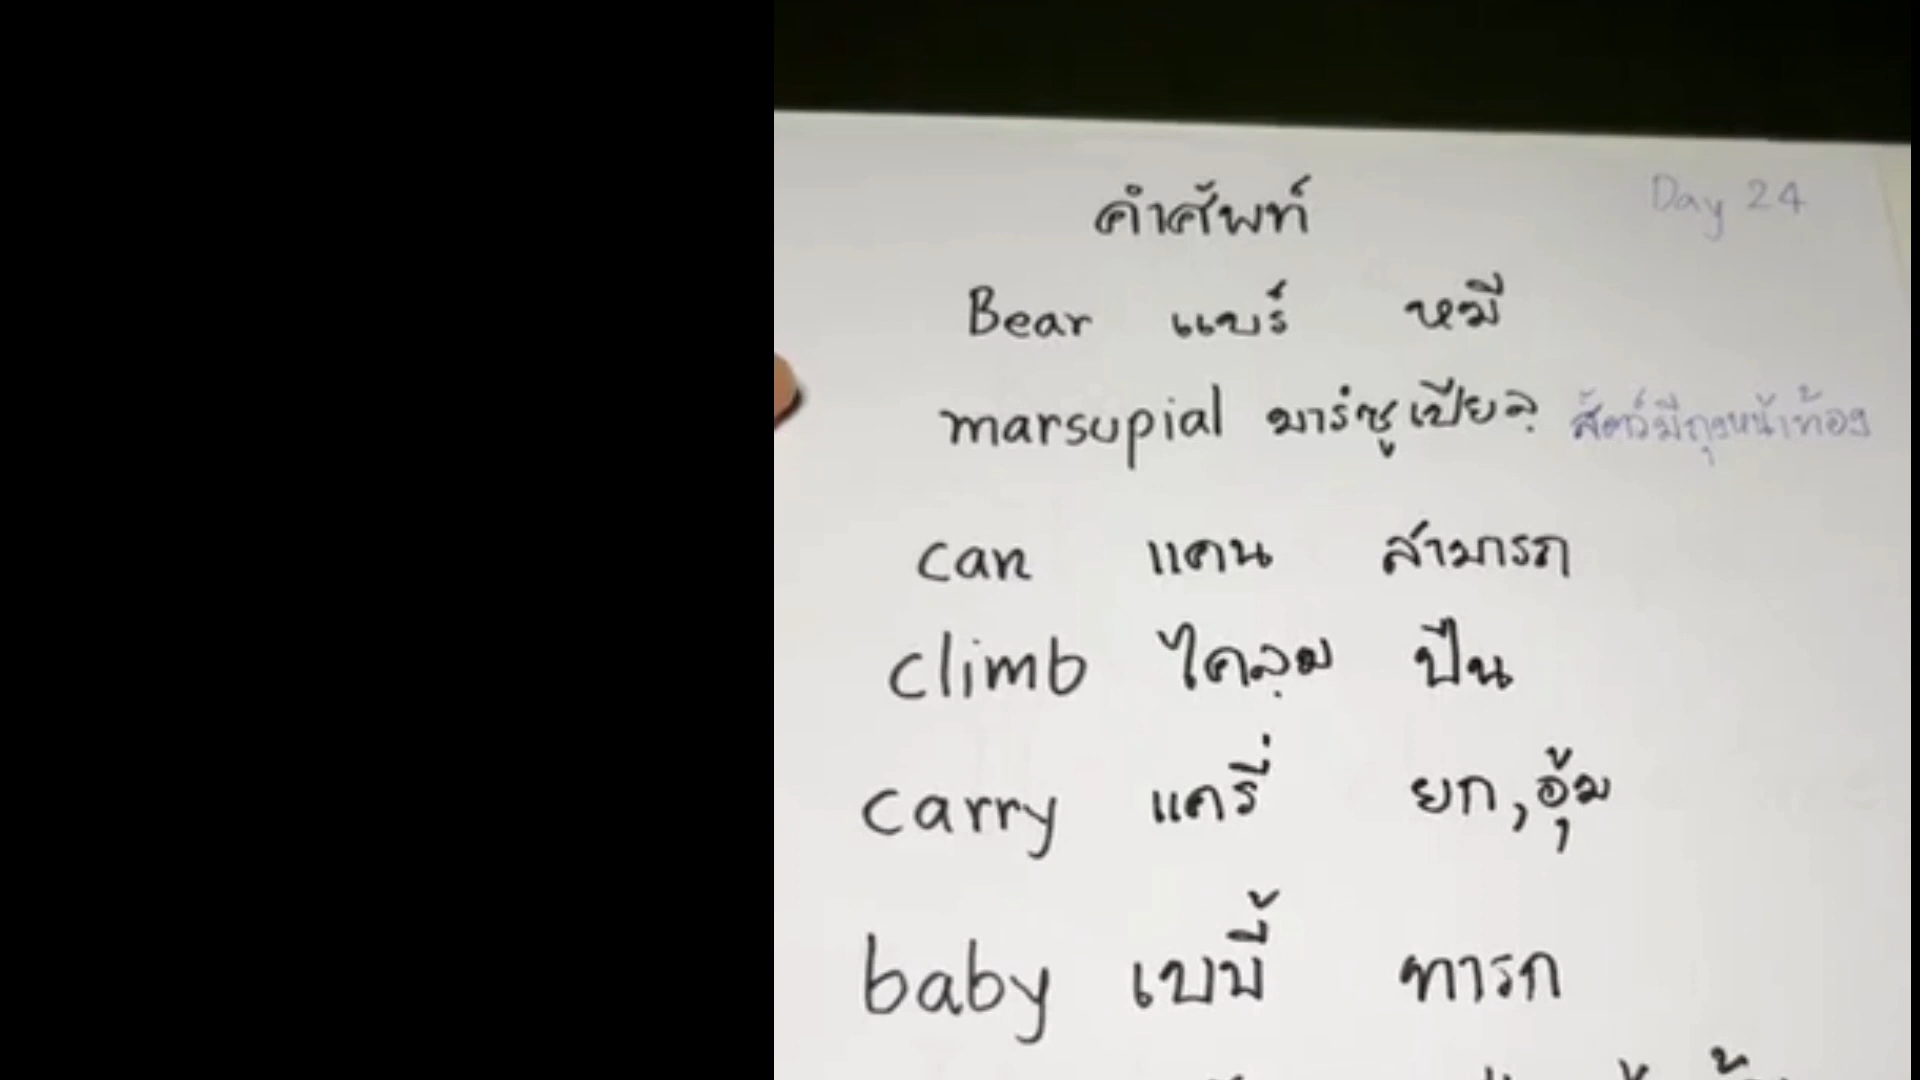 คำศัพท์ Day 24
Bear แบร์ หมี
marsupial มาร์ซูเปียลฺ สัตว์มีถุงหน้าท้อง
can แคน สามารถ
climb ไคลฺม ปีน
carry แครี่ ยก,อุ้ม
baby เบบี้ ทารก